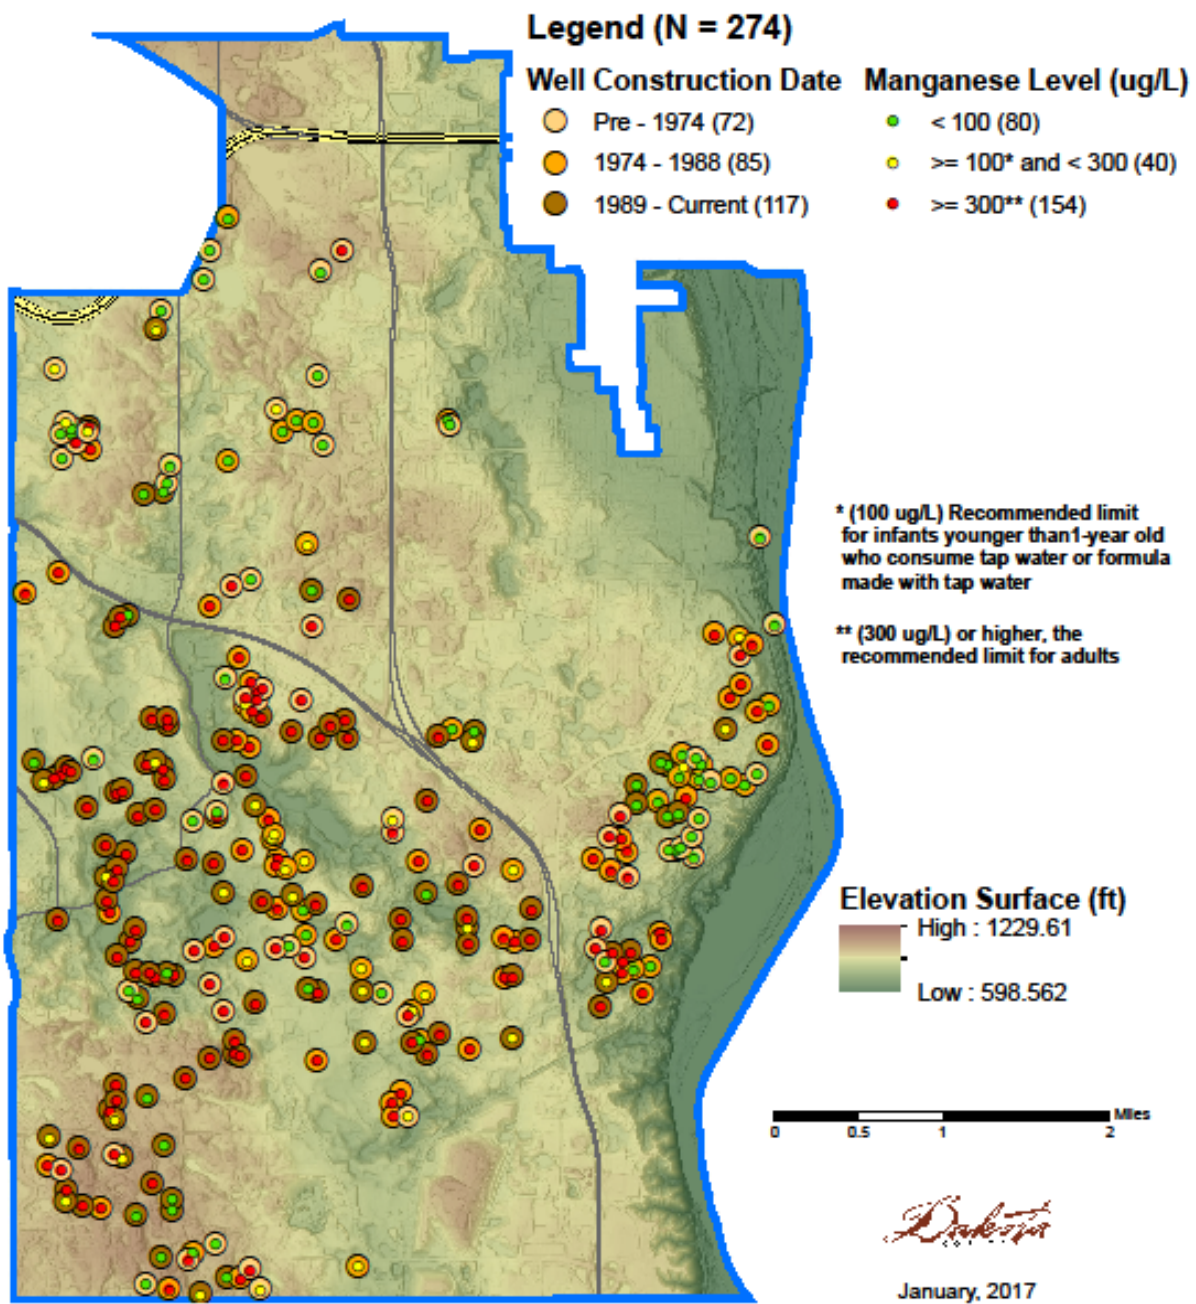 Legend (N = 274)
Well Construction Date
Pre - 1974 (72)
1974 - 1988 (85)
1989 - Current (117)
Manganese Level (ug/L)
< 100 (80)
>= 100* and < 300 (40)
>= 300** (154)
* (100 ug/L) Recommended limit
for infants younger than1-year old
who consume tap water or formula
made with tap water
** (300 ug/L) or higher, the
recommended limit for adults
Elevation Surface (ft)
High : 1229.61
Low : 598.562
Miles
0 0.5 1 2
Dakota
January, 2017